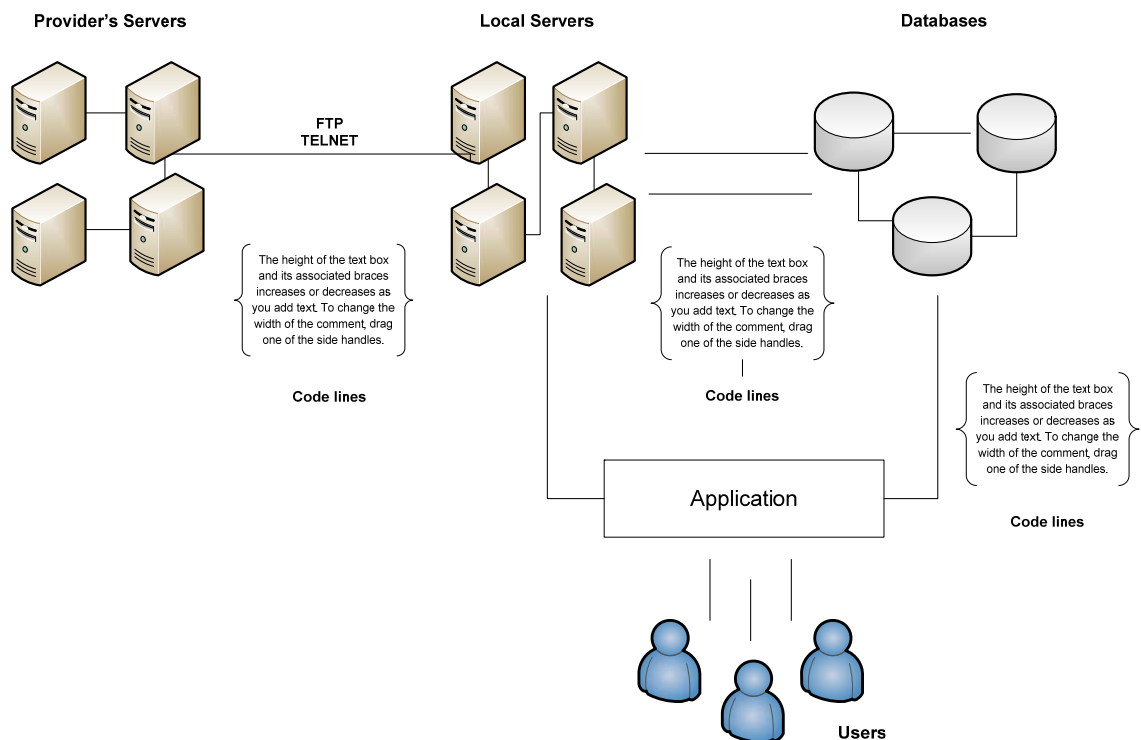 Provider's Servers
Local Servers
Databases
FTP
TELNET
The height of the text box
and its associated braces
increases or decreases as
you add text. To change the
width of the comment, drag
one of the side handles.
Code lines
The height of the text box
and its associated braces
increases or decreases as
you add text. To change the
width of the comment, drag
one of the side handles.
Code lines
The height of the text box
and its associated braces
increases or decreases as
you add text. To change the
width of the comment, drag
one of the side handles.
Code lines
Application
Users